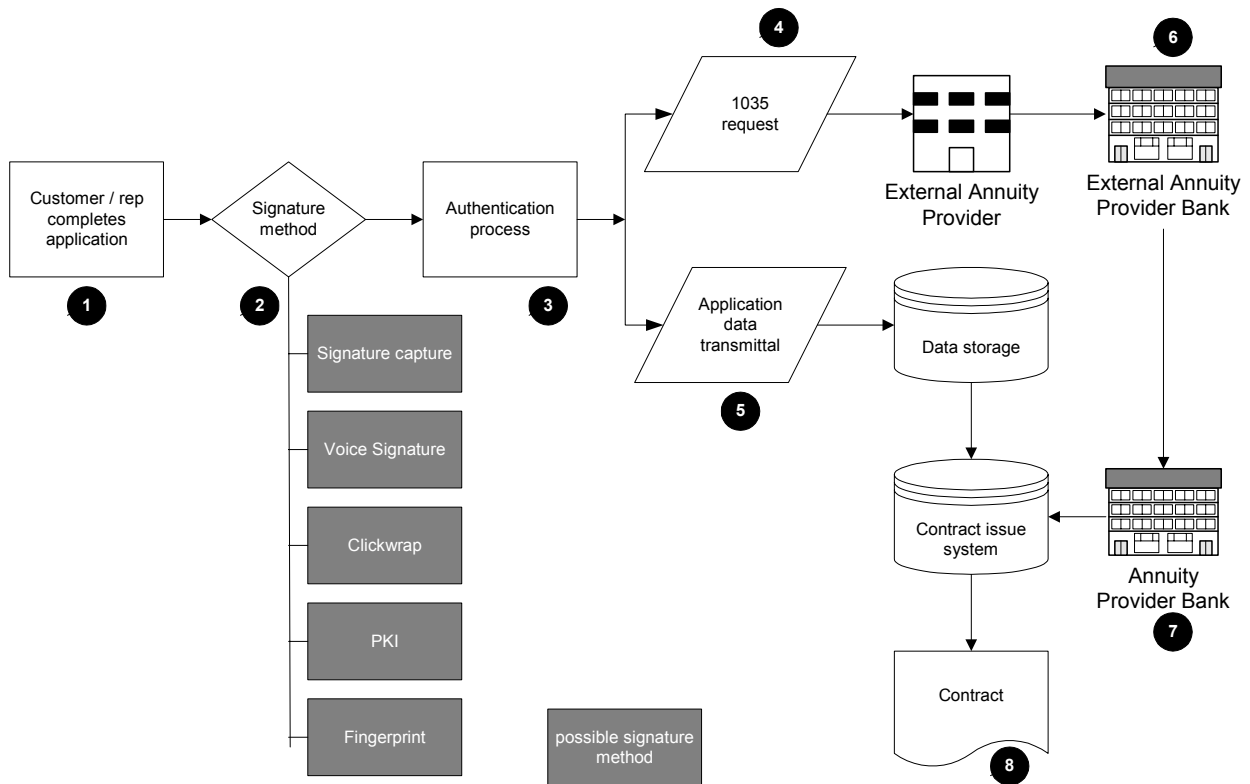 4
6
1035
request
External Annuity
Provider
External Annuity
Provider Bank
Customer / rep
completes
application
Signature
method
Authentication
process
1
2
3
Application
data
transmittal
Data storage
5
Signature capture
Voice Signature
Clickwrap
PKI
Fingerprint
Contract issue
system
Annuity
Provider Bank
7
Contract
8
possible signature
method